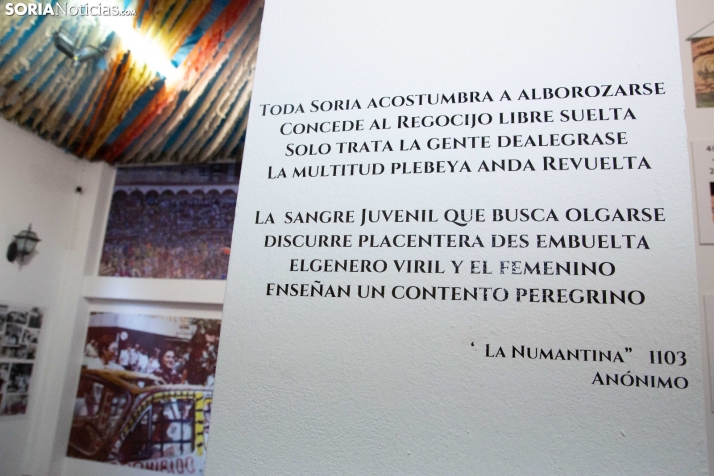 SORIANOTICIAS.COM
TODA SORIA ACOSTUMBRA A ALBOROZARSE
CONCEDE AL REGOCIJO LIBRE SUELTA
SOLO TRATA LA GENTE DEALEGRASE
LA MULTITUD PLEBEYA ANDA REVUELTA
LA SANGRE JUVENIL QUE BUSCA OLGARSE
DISCURRE PLACENTERA DES EMBUELTA
ELGENERO VIRIL Y EL FEMENINO
ENSEÑAN UN CONTENTO PEREGRINO
‘ LA NUMANTINA” 1103
ANÓNIMO